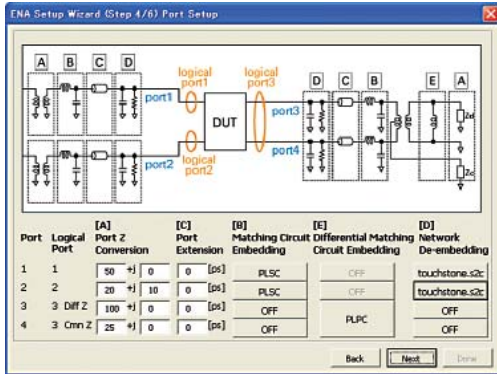 ENA Setup Wizard (Step 4/6) Port Setup
A B C D
logical port1
logical port3
D C B E A
port1
port3
DUT
Zd
port2
logical port2
port4
Zc
[A] [C] [B] [E] [D]
Port Logical Port Port Z Conversion Port Extension Matching Circuit Embedding Differential Matching Circuit Embedding Network De-embedding
1 1 50 +j 0 0 [ps] PLSC OFF touchstone.s2c
2 2 20 +j 10 0 [ps] PLSC OFF touchstone.s2c
3 3 Diff Z 100 +j 0 0 [ps] OFF PLPC OFF
4 3 Cmn Z 25 +j 0 0 [ps] OFF OFF
Back Next Done